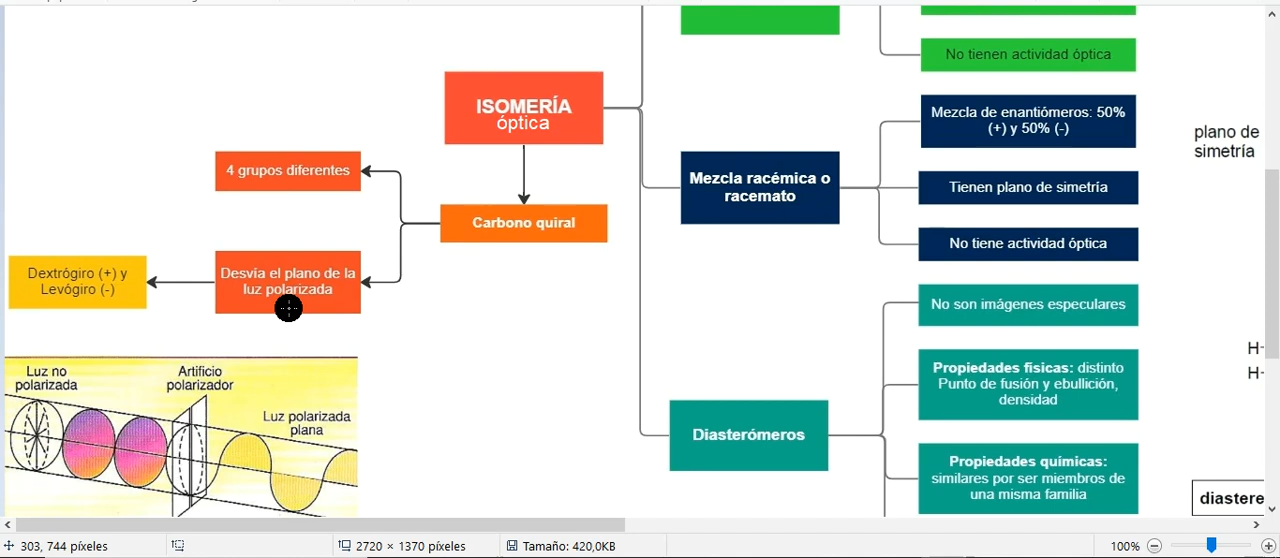 ISOMERÍA
óptica
4 grupos diferentes
Carbono quiral
Desvía el plano de la
luz polarizada
Dextrógiro (+) y
Levógiro (-)
Luz no
polarizada
Artificio
polarizador
Luz polarizada
plana
No tienen actividad óptica
Mezcla racémica o
racemato
Mezcla de enantiómeros: 50%
(+) y 50% (-)
Tienen plano de simetría
No tiene actividad óptica
Diasterómeros
No son imágenes especulares
Propiedades físicas: distinto
Punto de fusión y ebullición,
densidad
Propiedades químicas:
similares por ser miembros de
una misma familia
plano de
simetría
H-
H-
diastere
303, 744 píxeles
2720 × 1370 píxeles
Tamaño: 420,0KB
100%